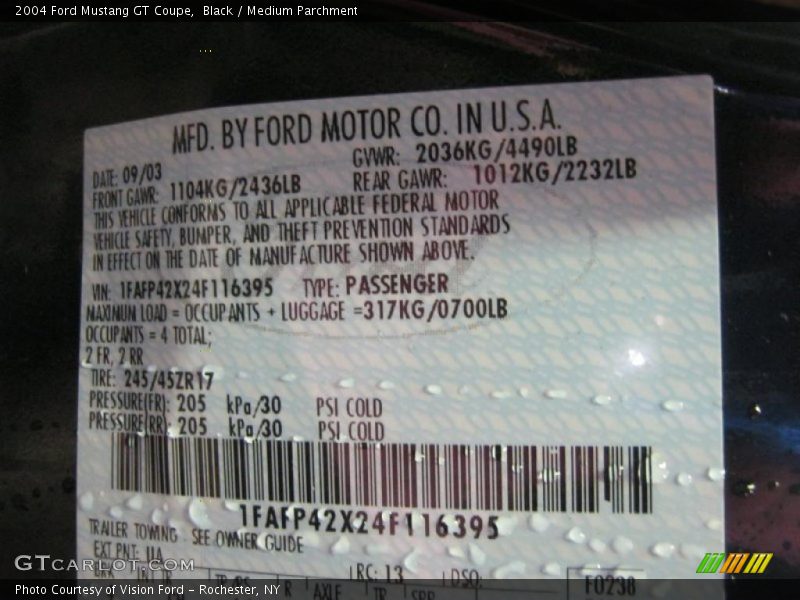 2004 Ford Mustang GT Coupe, Black / Medium Parchment
MFD. BY FORD MOTOR CO. IN U.S.A.
DATE: 09/03 GVWR: 2036KG/4490LB
FRONT GAWR: 1104KG/2436LB REAR GAWR: 1012KG/2232LB
THIS VEHICLE CONFORMS TO ALL APPLICABLE FEDERAL MOTOR
VEHICLE SAFETY, BUMPER, AND THEFT PREVENTION STANDARDS
IN EFFECT ON THE DATE OF MANUFACTURE SHOWN ABOVE.
VIN: 1FAFP42X24F116395 TYPE: PASSENGER
MAXIMUM LOAD = OCCUPANTS + LUGGAGE =317KG/0700LB
OCCUPANTS = 4 TOTAL;
2 FR, 2 RR
TIRE: 245/45ZR17
PRESSURE(FR): 205 kPa/30 PSI COLD
PRESSURE(RR): 205 kPa/30 PSI COLD
1FAFP42X24F116395
TRAILER TOWING - SEE OWNER GUIDE
EXT PNT: UA RC: 13 DSO: F0238
AXLE TR SPR
GTCARLOT.COM
Photo Courtesy of Vision Ford - Rochester, NY